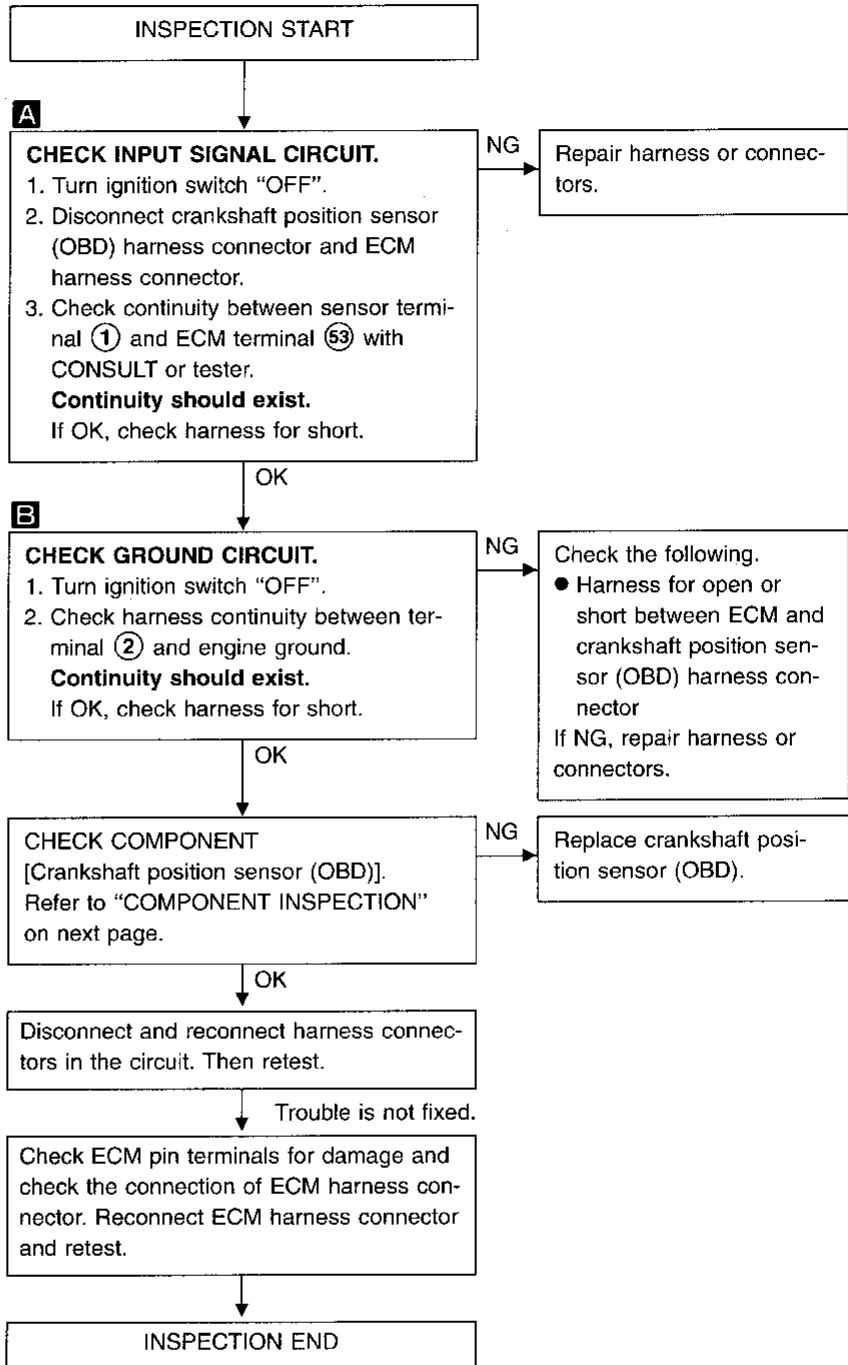 INSPECTION START
A
CHECK INPUT SIGNAL CIRCUIT.
1. Turn ignition switch “OFF”.
2. Disconnect crankshaft position sensor
(OBD) harness connector and ECM
harness connector.
3. Check continuity between sensor termi-
nal ① and ECM terminal 53 with
CONSULT or tester.
Continuity should exist.
If OK, check harness for short.
NG
Repair harness or connec-
tors.
OK
B
CHECK GROUND CIRCUIT.
1. Turn ignition switch “OFF”.
2. Check harness continuity between ter-
minal ② and engine ground.
Continuity should exist.
If OK, check harness for short.
NG
Check the following.
● Harness for open or
short between ECM and
crankshaft position sen-
sor (OBD) harness con-
nector
If NG, repair harness or
connectors.
OK
CHECK COMPONENT
[Crankshaft position sensor (OBD)].
Refer to “COMPONENT INSPECTION”
on next page.
NG
Replace crankshaft posi-
tion sensor (OBD).
OK
Disconnect and reconnect harness connec-
tors in the circuit. Then retest.
Trouble is not fixed.
Check ECM pin terminals for damage and
check the connection of ECM harness con-
nector. Reconnect ECM harness connector
and retest.
INSPECTION END